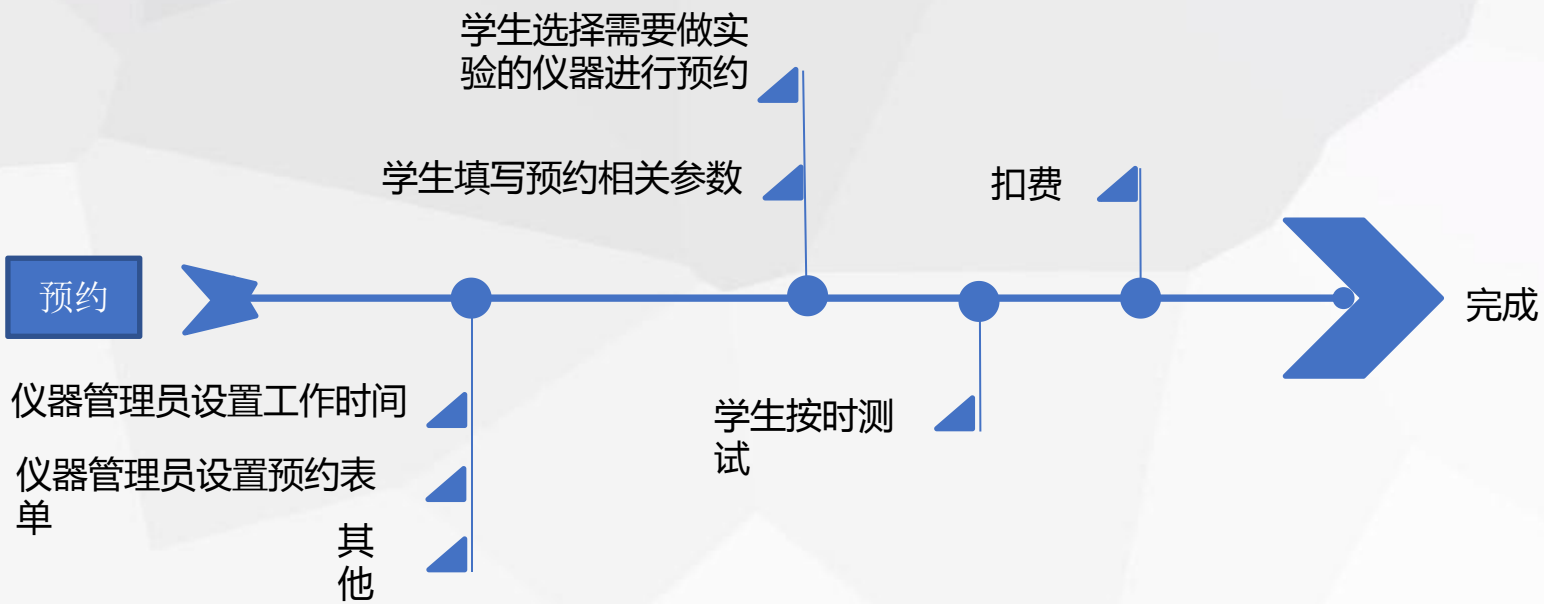 学生选择需要做实
验的仪器进行预约
学生填写预约相关参数
扣费
预约
完成
仪器管理员设置工作时间
仪器管理员设置预约表
单
其
他
学生按时测
试